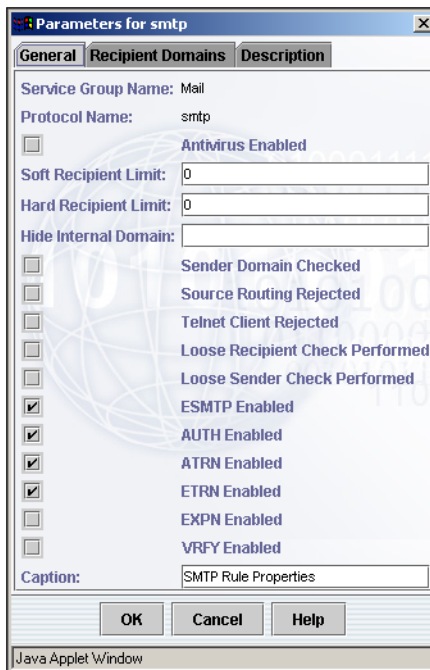 Parameters for smtp
General Recipient Domains Description
Service Group Name: Mail
Protocol Name: smtp
Antivirus Enabled
Soft Recipient Limit: 0
Hard Recipient Limit: 0
Hide Internal Domain:
Sender Domain Checked
Source Routing Rejected
Telnet Client Rejected
Loose Recipient Check Performed
Loose Sender Check Performed
ESMTP Enabled
AUTH Enabled
ATRN Enabled
ETRN Enabled
EXPN Enabled
VRFY Enabled
Caption: SMTP Rule Properties
OK Cancel Help
Java Applet Window